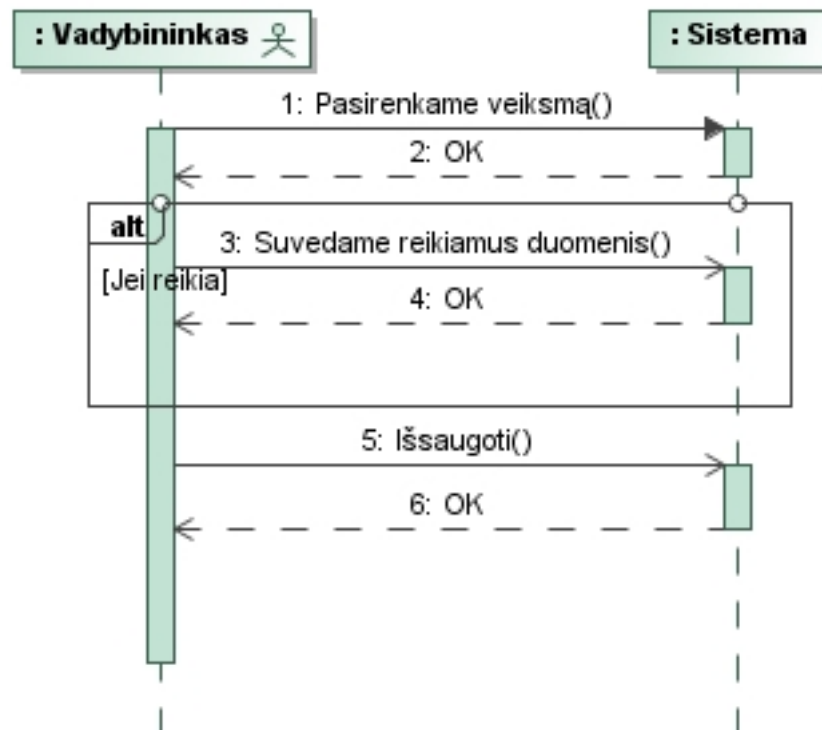 : Vadybininkas
: Sistema
1: Pasirenkame veiksmą()
2: OK
alt
3: Suvedame reikiamus duomenis()
[Jei reikia]
4: OK
5: Išsaugoti()
6: OK